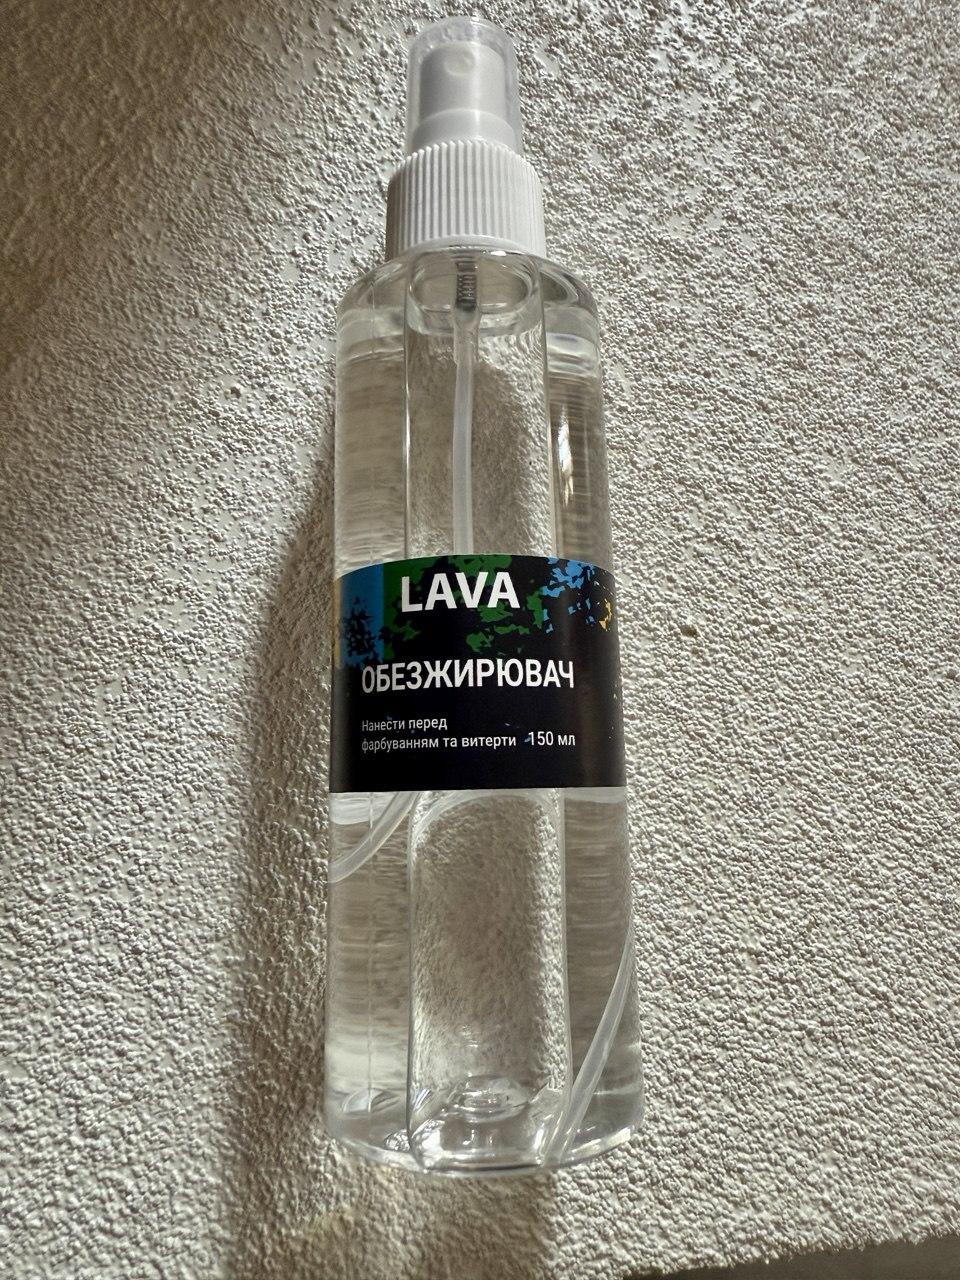 LAVA
ОБЕЗЖИРЮВАЧ
Нанести перед
фарбуванням та витерти 150 мл